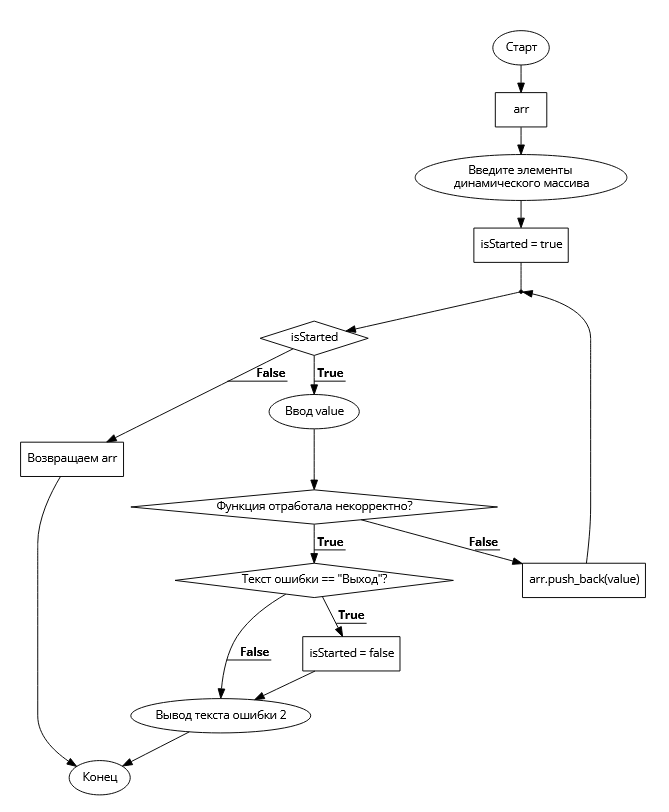 Старт
arr
Введите элементы
динамического массива
isStarted = true
isStarted
False
True
Ввод value
Возвращаем arr
Функция отработала некорректно?
True
False
Текст ошибки == "Выход"?
arr.push_back(value)
True
False
isStarted = false
Вывод текста ошибки 2
Конец